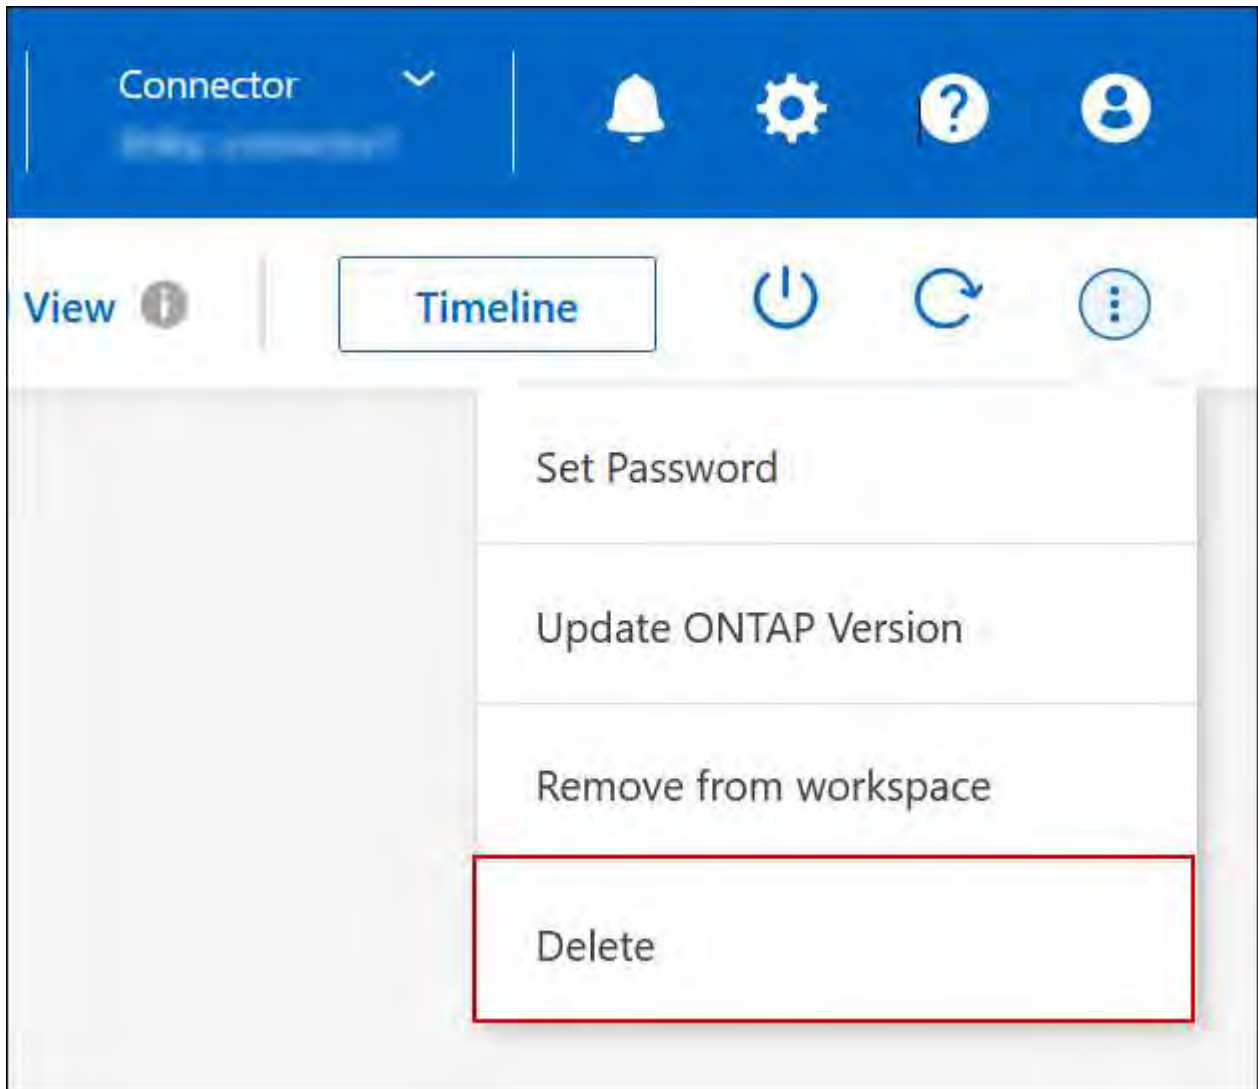 Connector
View
Timeline
Set Password
Update ONTAP Version
Remove from workspace
Delete